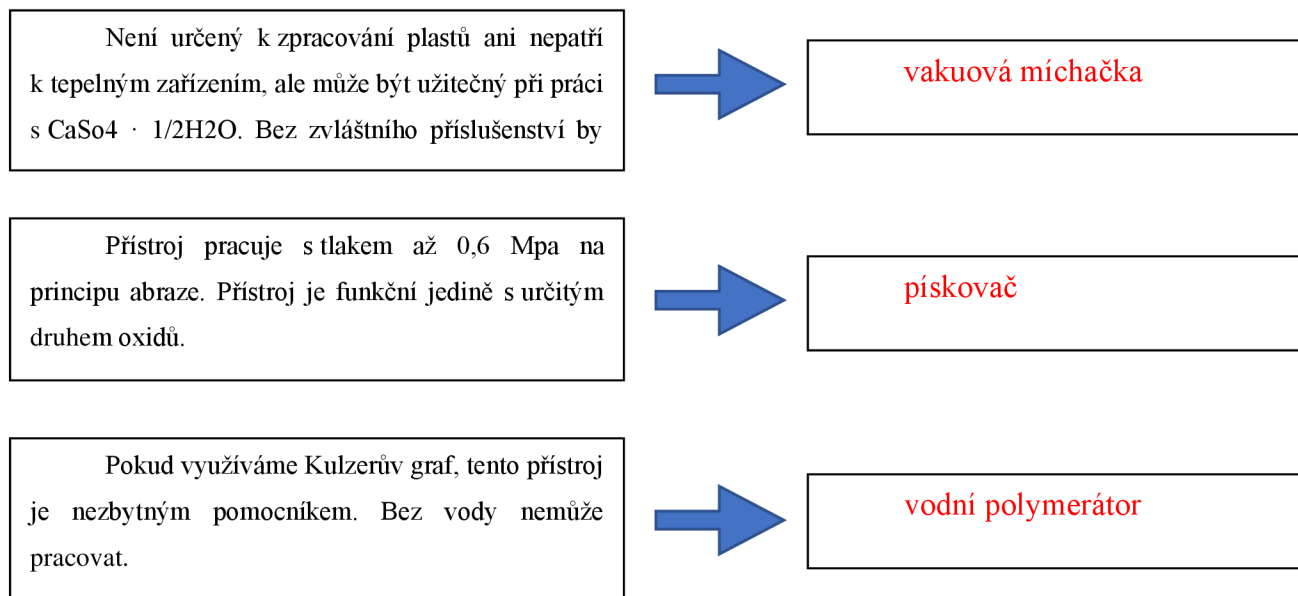 Není určený k zpracování plastů ani nepatří
k tepelným zařízením, ale může být užitečný při práci
s CaSo4 · 1/2H2O. Bez zvláštního příslušenství by
vakuová míchačka
Přístroj pracuje s tlakem až 0,6 Mpa na
principu abraze. Přístroj je funkční jedině s určitým
druhem oxidů.
pískovač
Pokud využíváme Kulzerův graf, tento přístroj
je nezbytným pomocníkem. Bez vody nemůže
pracovat.
vodní polymerátor